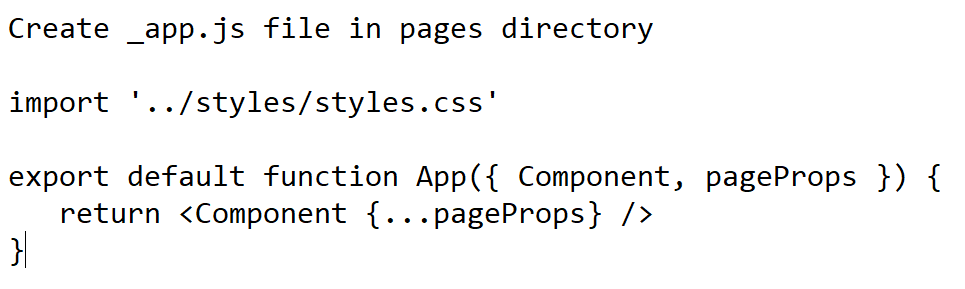 Create _app.js file in pages directory
import '../styles/styles.css'
export default function App({ Component, pageProps }) {
   return <Component {...pageProps} />
}